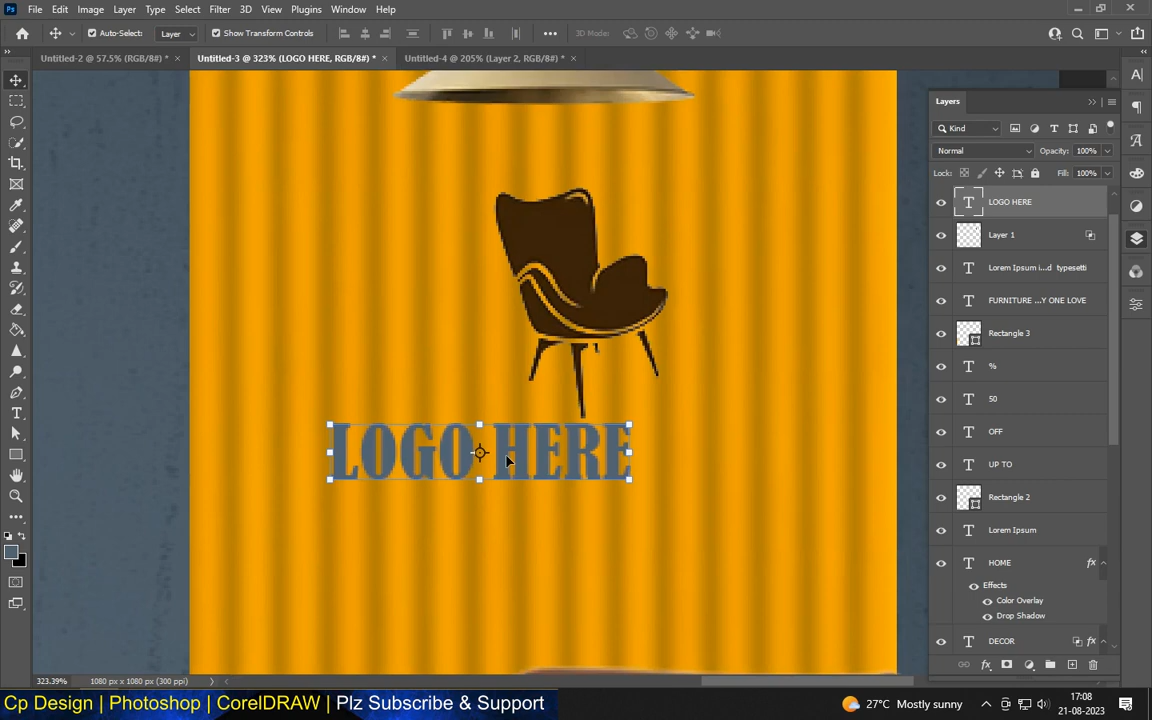 File Edit Image Layer Type Select Filter 3D View Plugins Window Help
Auto-Select: Layer Show Transform Controls 3D Mode:
Untitled-2 @ 57.5% (RGB/8#) * × Untitled-3 @ 323% (LOGO HERE, RGB/8#) * × Untitled-4 @ 205% (Layer 2, RGB/8#) * ×
Layers
Kind
Normal Opacity: 100%
Lock: Fill: 100%
LOGO HERE
Layer 1
Lorem Ipsum i...d typesetti
FURNITURE ...Y ONE LOVE
Rectangle 3
%
50
OFF
UP TO
Rectangle 2
Lorem Ipsum
HOME fx
Effects
Color Overlay
Drop Shadow
DECOR fx
LOGO HERE
323.39% 1080 px x 1080 px (300 ppi)
Cp Design | Photoshop | CorelDRAW | Plz Subscribe & Support
27°C Mostly sunny
17:08
21-08-2023